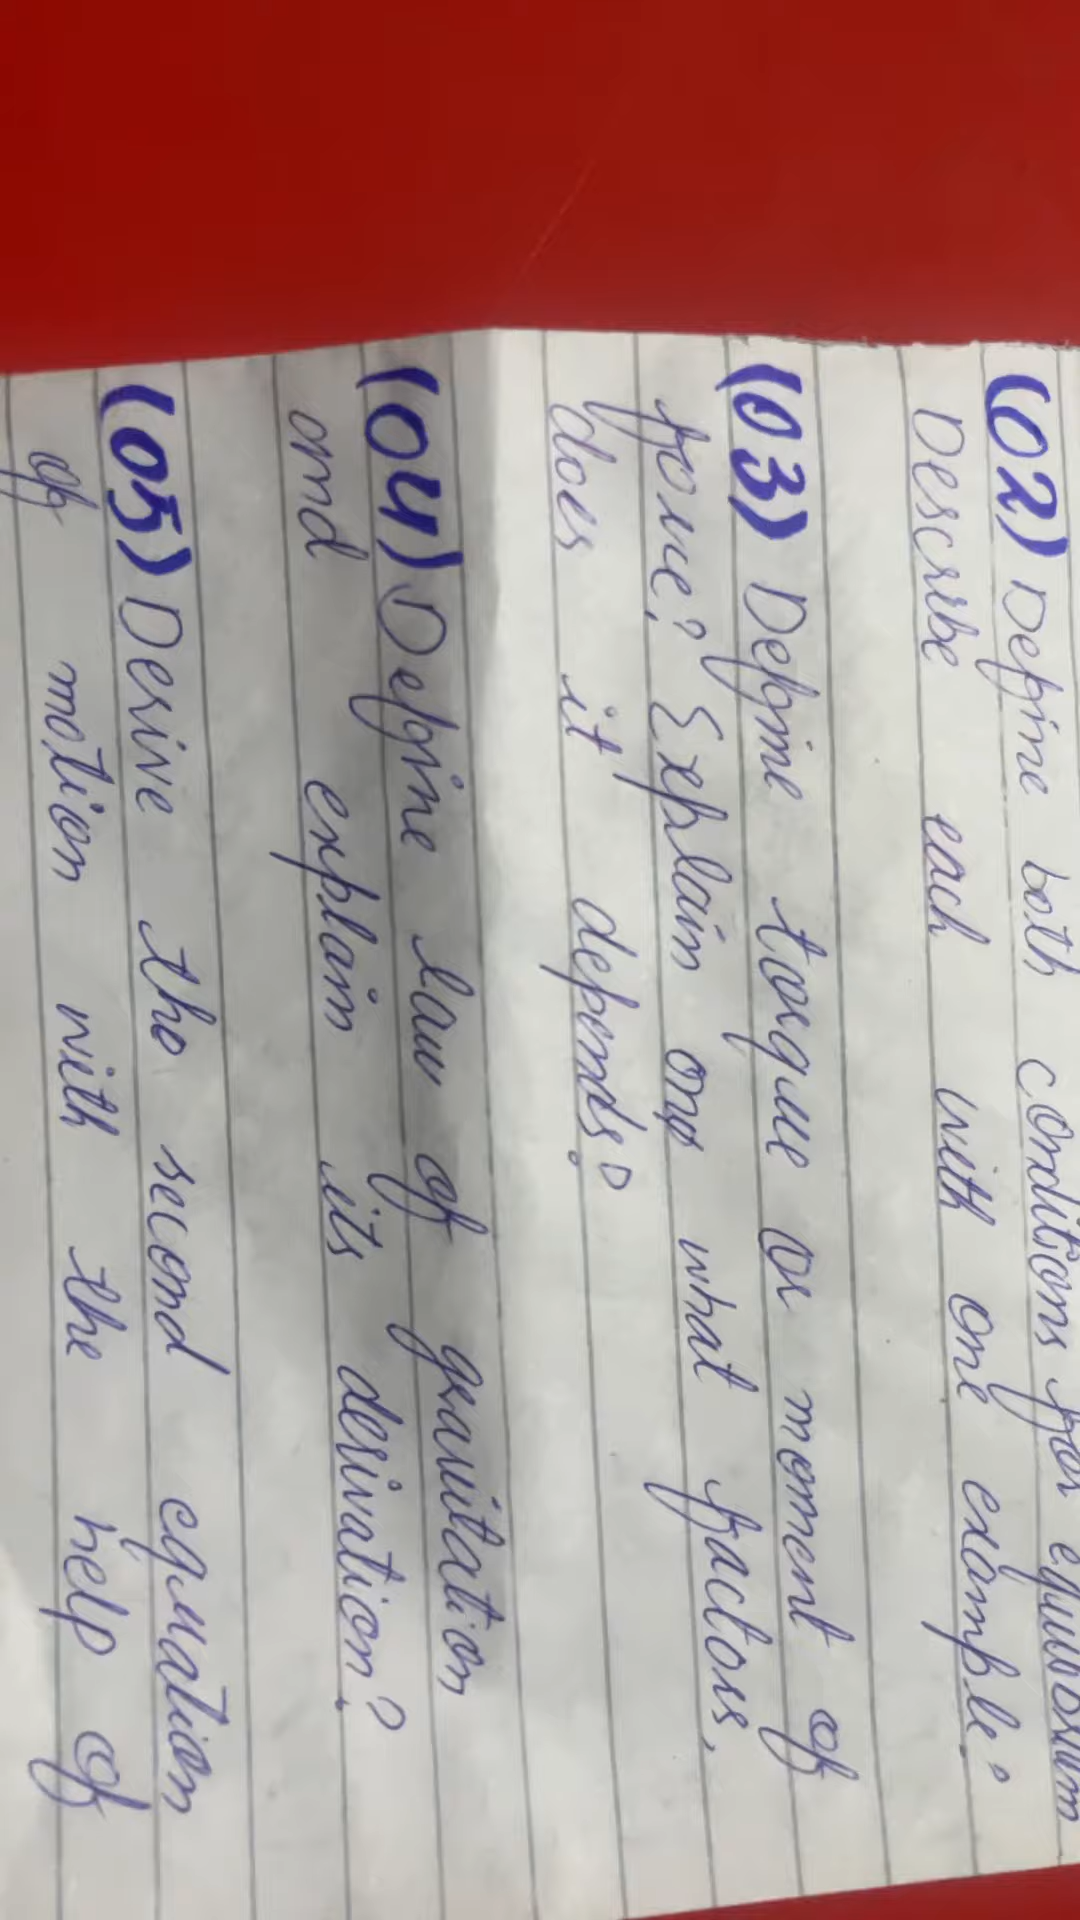 (02) Define both conditions for equilibrium
Describe each with one example?
(03) Define torque or moment of
force? Explain on what factors,
does it depends?
(04) Define law of gravitation
and explain its derivation?
(05) Derive the second equation
of motion with the help of